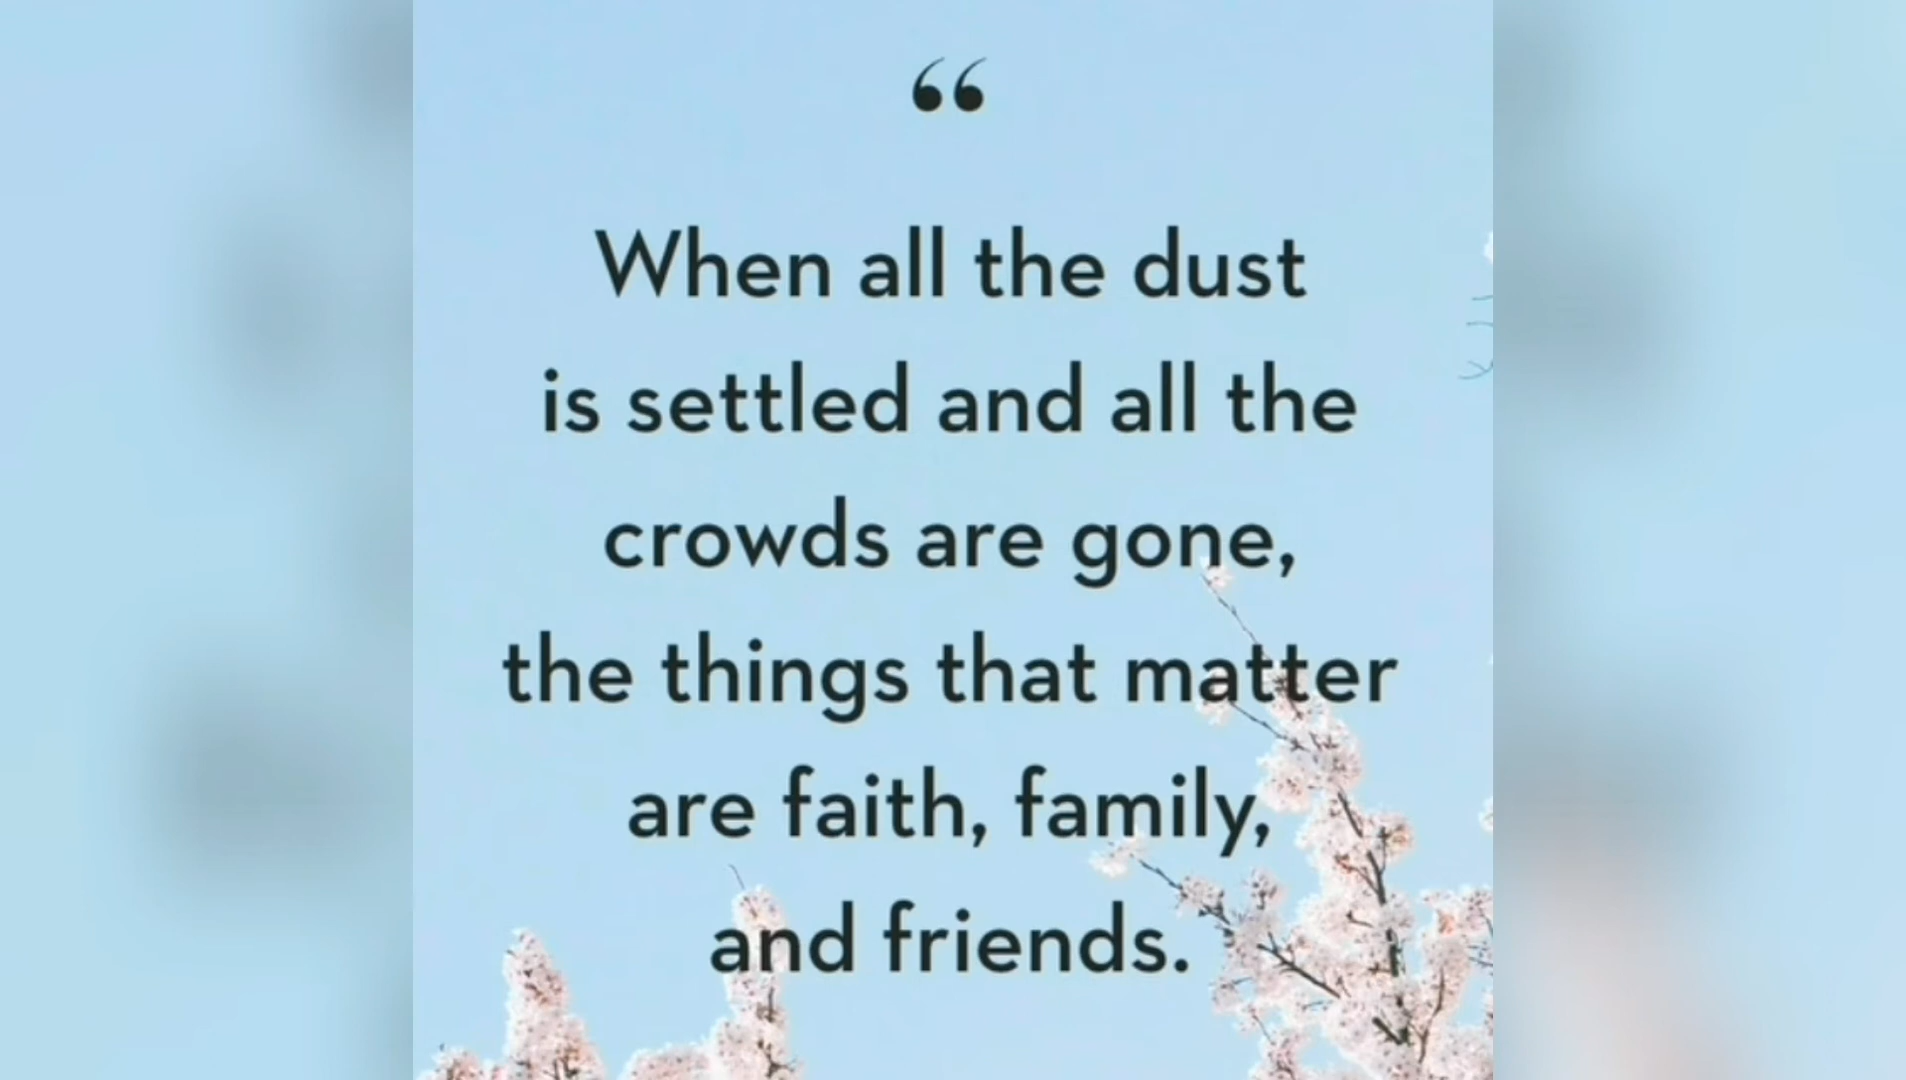 “
When all the dust
is settled and all the
crowds are gone,
the things that matter
are faith, family,
and friends.